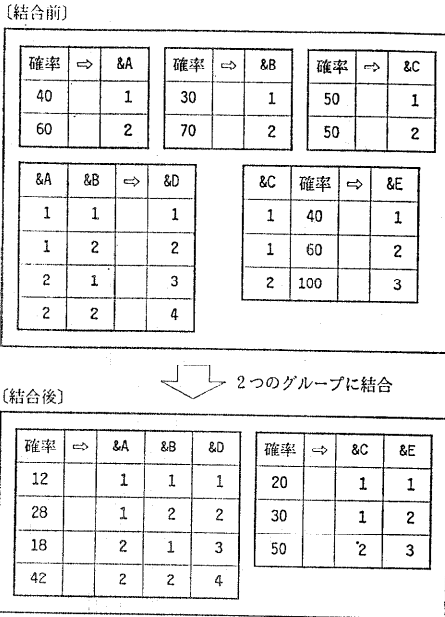 〔結合前〕
確率 ⇨ &A
40 1
60 2
確率 ⇨ &B
30 1
70 2
確率 ⇨ &C
50 1
50 2
&A &B ⇨ &D
1 1 1
1 2 2
2 1 3
2 2 4
&C 確率 ⇨ &E
1 40 1
1 60 2
2 100 3
2つのグループに結合
〔結合後〕
確率 ⇨ &A &B &D
12 1 1 1
28 1 2 2
18 2 1 3
42 2 2 4
確率 ⇨ &C &E
20 1 1
30 1 2
50 2 3